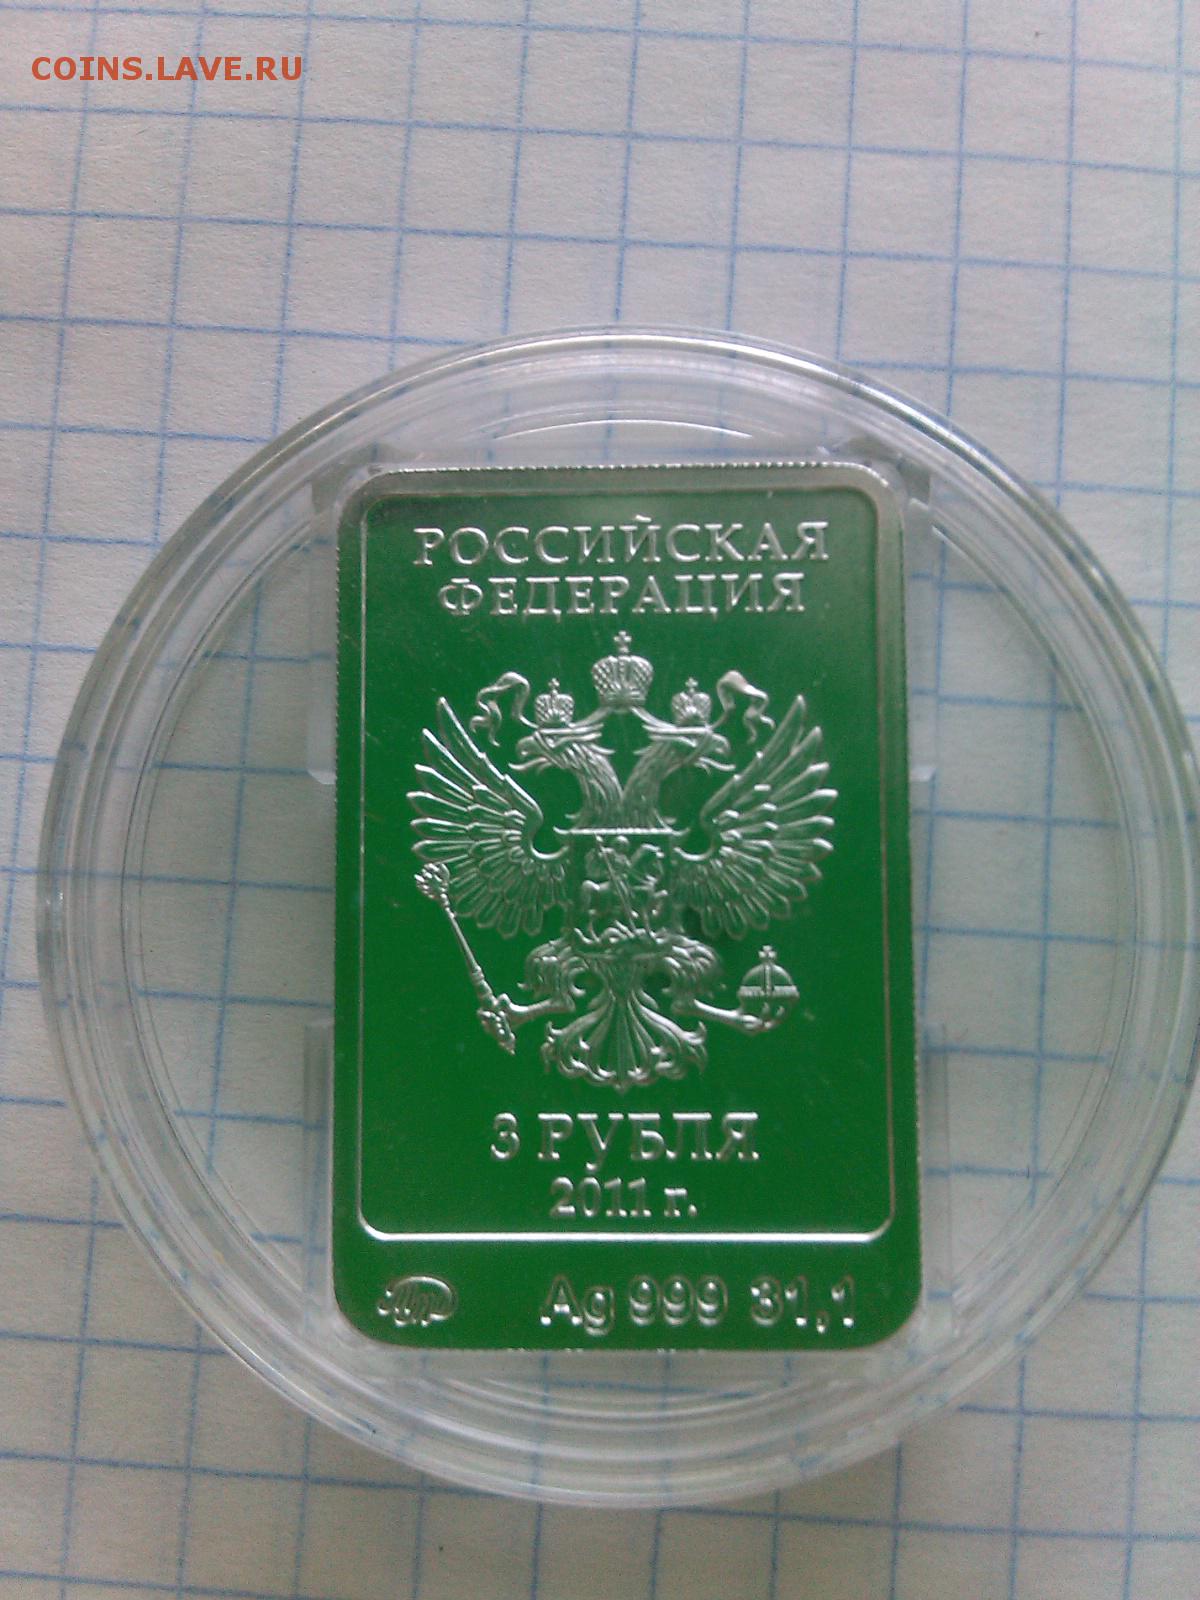 COINS.LAVE.RU
РОССИЙСКАЯ
ФЕДЕРАЦИЯ
3 РУБЛЯ
2011 г.
Ag 999 31,1